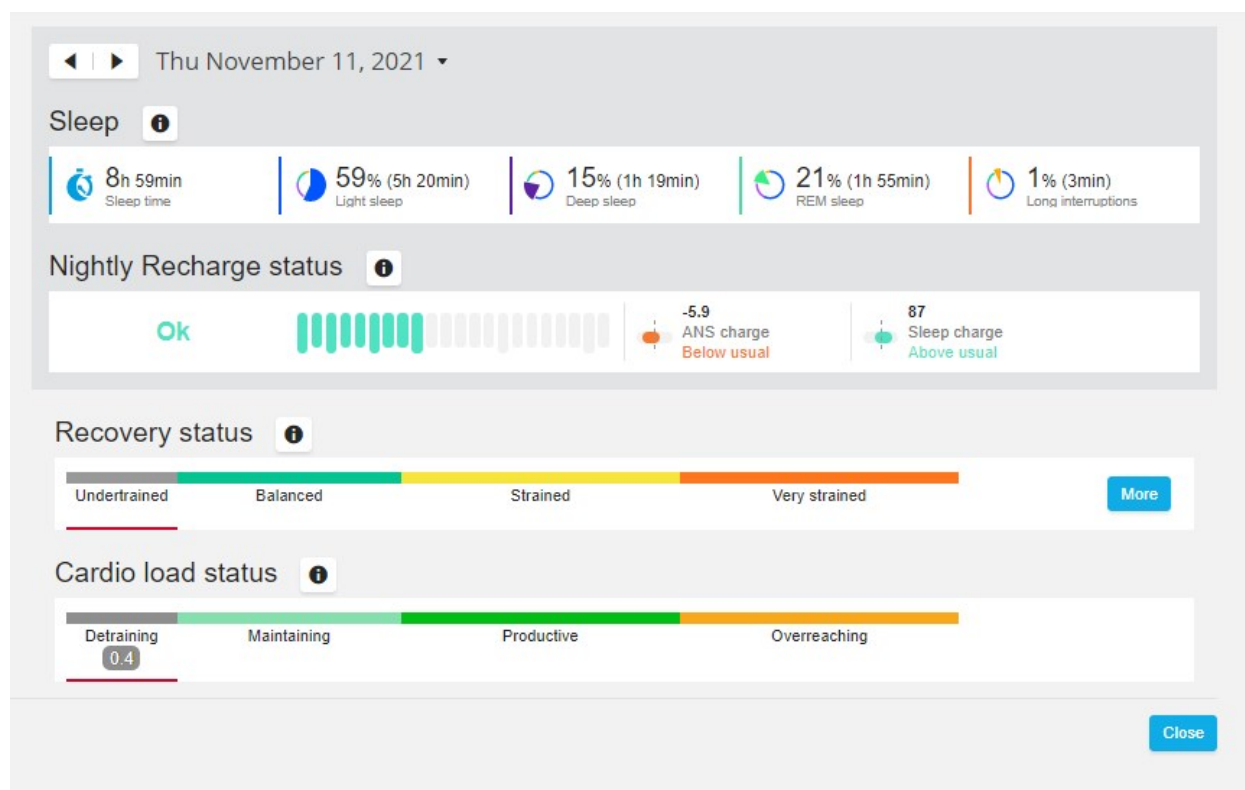 Thu November 11, 2021
Sleep
8h 59min
Sleep time
59% (5h 20min)
Light sleep
15% (1h 19min)
Deep sleep
21% (1h 55min)
REM sleep
1% (3min)
Long interruptions
Nightly Recharge status
Ok
-5.9
ANS charge
Below usual
87
Sleep charge
Above usual
Recovery status
Undertrained Balanced Strained Very strained
More
Cardio load status
Detraining Maintaining Productive Overreaching
0.4
Close